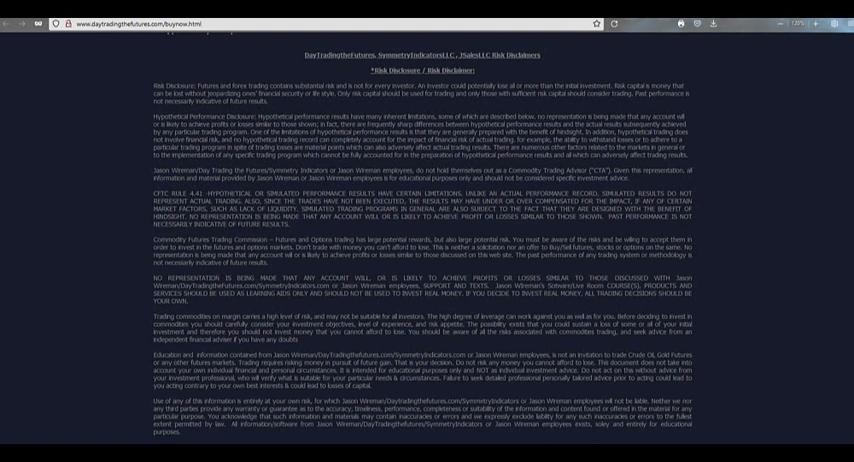 www.daytradingthefutures.com/buynow.html
120%
DayTradingtheFutures, SymmetryIndicatorsLLC, JSalesLLC Risk Disclaimers
*Risk Disclosure / Risk Disclaimer:
Risk Disclosure: Futures and forex trading contains substantial risk and is not for every investor. An investor could potentially lose all or more than the initial investment. Risk capital is money that
can be lost without jeopardizing ones' financial security or life style. Only risk capital should be used for trading and only those with sufficient risk capital should consider trading. Past performance is
not necessarily indicative of future results.
Hypothetical Performance Disclosure: Hypothetical performance results have many inherent limitations, some of which are described below. no representation is being made that any account will
or is likely to achieve profits or losses similar to those shown; in fact, there are frequently sharp differences between hypothetical performance results and the actual results subsequently achieved
by any particular trading program. One of the limitations of hypothetical performance results is that they are generally prepared with the benefit of hindsight. In addition, hypothetical trading does
not involve financial risk, and no hypothetical trading record can completely account for the impact of financial risk of actual trading. for example, the ability to withstand losses or to adhere to a
particular trading program in spite of trading losses are material points which can also adversely affect actual trading results. There are numerous other factors related to the markets in general or
to the implementation of any specific trading program which cannot be fully accounted for in the preparation of hypothetical performance results and all which can adversely affect trading results.
Jason Wireman/Day Trading the Futures/Symmetry Indicators or Jason Wireman employees, do not hold themselves out as a Commodity Trading Advisor ("CTA"). Given this representation, all
information and material provided by Jason Wireman or Jason Wireman employees is for educational purposes only and should not be considered specific investment advice.
CFTC RULE 4.41 -HYPOTHETICAL OR SIMULATED PERFORMANCE RESULTS HAVE CERTAIN LIMITATIONS. UNLIKE AN ACTUAL PERFORMANCE RECORD, SIMULATED RESULTS DO NOT
REPRESENT ACTUAL TRADING. ALSO, SINCE THE TRADES HAVE NOT BEEN EXECUTED, THE RESULTS MAY HAVE UNDER OR OVER COMPENSATED FOR THE IMPACT, IF ANY OF CERTAIN
MARKET FACTORS, SUCH AS LACK OF LIQUIDITY. SIMULATED TRADING PROGRAMS IN GENERAL ARE ALSO SUBJECT TO THE FACT THAT THEY ARE DESIGNED WITH THE BENEFIT OF
HINDSIGHT. NO REPRESENTATION IS BEING MADE THAT ANY ACCOUNT WILL OR IS LIKELY TO ACHIEVE PROFIT OR LOSSES SIMILAR TO THOSE SHOWN. PAST PERFORMANCE IS NOT
NECESSARILY INDICATIVE OF FUTURE RESULTS.
Commodity Futures Trading Commission – Futures and Options trading has large potential rewards, but also large potential risk. You must be aware of the risks and be willing to accept them in
order to invest in the futures and options markets. Don't trade with money you can't afford to lose. This is neither a solicitation nor an offer to Buy/Sell futures, stocks or options on the same. No
representation is being made that any account will or is likely to achieve profits or losses similar to those discussed on this web site. The past performance of any trading system or methodology is
not necessarily indicative of future results.
NO REPRESENTATION IS BEING MADE THAT ANY ACCOUNT WILL, OR IS LIKELY TO ACHIEVE PROFITS OR LOSSES SIMILAR TO THOSE DISCUSSED WITH Jason
Wireman/DayTradingtheFutures.com/SymmetryIndicators.com or Jason Wireman employees, SUPPORT AND TEXTS. Jason Wireman's Sotware/Live Room COURSE(S), PRODUCTS AND
SERVICES SHOULD BE USED AS LEARNING AIDS ONLY AND SHOULD NOT BE USED TO INVEST REAL MONEY. IF YOU DECIDE TO INVEST REAL MONEY, ALL TRADING DECISIONS SHOULD BE
YOUR OWN.
Trading commodities on margin carries a high level of risk, and may not be suitable for all investors. The high degree of leverage can work against you as well as for you. Before deciding to invest in
commodities you should carefully consider your investment objectives, level of experience, and risk appetite. The possibility exists that you could sustain a loss of some or all of your initial
investment and therefore you should not invest money that you cannot afford to lose. You should be aware of all the risks associated with commodities trading, and seek advice from an
independent financial adviser if you have any doubts
Education and information contained from Jason Wireman/DayTradingtheFutures.com/SymmetryIndicators.com or Jason Wireman employees, is not an invitation to trade Crude Oil, Gold Futures
or any other futures markets. Trading requires risking money in pursuit of future gain. That is your decision. Do not risk any money you cannot afford to lose. This document does not take into
account your own individual financial and personal circumstances. It is intended for educational purposes only and NOT as individual investment advice. Do not act on this without advice from
your investment professional, who will verify what is suitable for your particular needs & circumstances. Failure to seek detailed professional personally tailored advice prior to acting could lead to
you acting contrary to your own best interests & could lead to losses of capital.
Use of any of this information is entirely at your own risk, for which Jason Wireman/DayTradingtheFutures.com/SymmetryIndicators or Jason Wireman employees will not be liable. Neither we nor
any third parties provide any warranty or guarantee as to the accuracy, timeliness, performance, completeness or suitability of the information and content found or offered in the material for any
particular purpose. You acknowledge that such information and materials may contain inaccuracies or errors and we expressly exclude liability for any such inaccuracies or errors to the fullest
extent permitted by law. All information/software from Jason Wireman/DayTradingtheFutures/SymmetryIndicators or Jason Wireman employees exists, soley and entirely for educational
purposes.